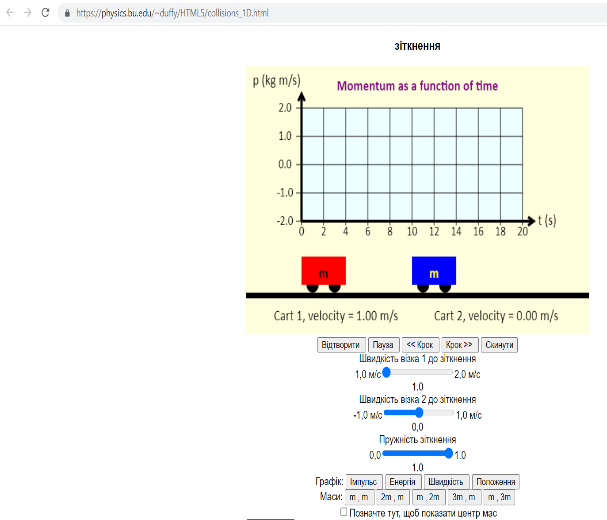 https://physics.bu.edu/~duffy/HTML5/collisions_1D.html
зіткнення
p (kg m/s)
Momentum as a function of time
2.0
1.0
0.0
-1.0
-2.0
t (s)
0 2 4 6 8 10 12 14 16 18 20
m m
Cart 1, velocity = 1.00 m/s Cart 2, velocity = 0.00 m/s
Відтворити Пауза << Крок Крок >> Скинути
Швидкість візка 1 до зіткнення
1,0 м/с 2,0 м/с
1.0
Швидкість візка 2 до зіткнення
-1,0 м/с 1,0 м/с
0,0
Пружність зіткнення
0,0 1.0
1.0
Графік: Імпульс Енергія Швидкість Положення
Маси: m , m 2m , m m , 2m 3m , m m , 3m
Позначте тут, щоб показати центр мас